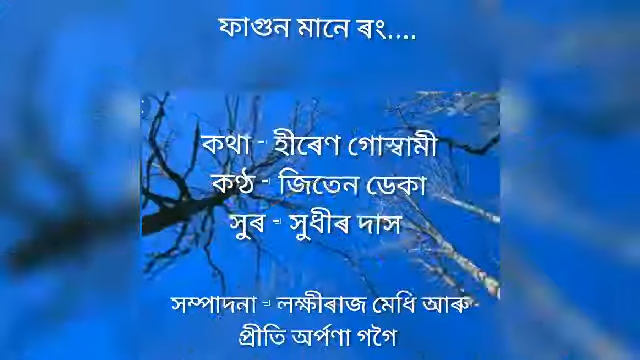 ফাগুন মানে ৰং....
কথা - হীৰেণ গোস্বামী
কণ্ঠ - জিতেন ডেকা
সুৰ - সুধীৰ দাস
সম্পাদনা - লক্ষীৰাজ মেধি আৰু
প্ৰীতি অৰ্পণা গগৈ